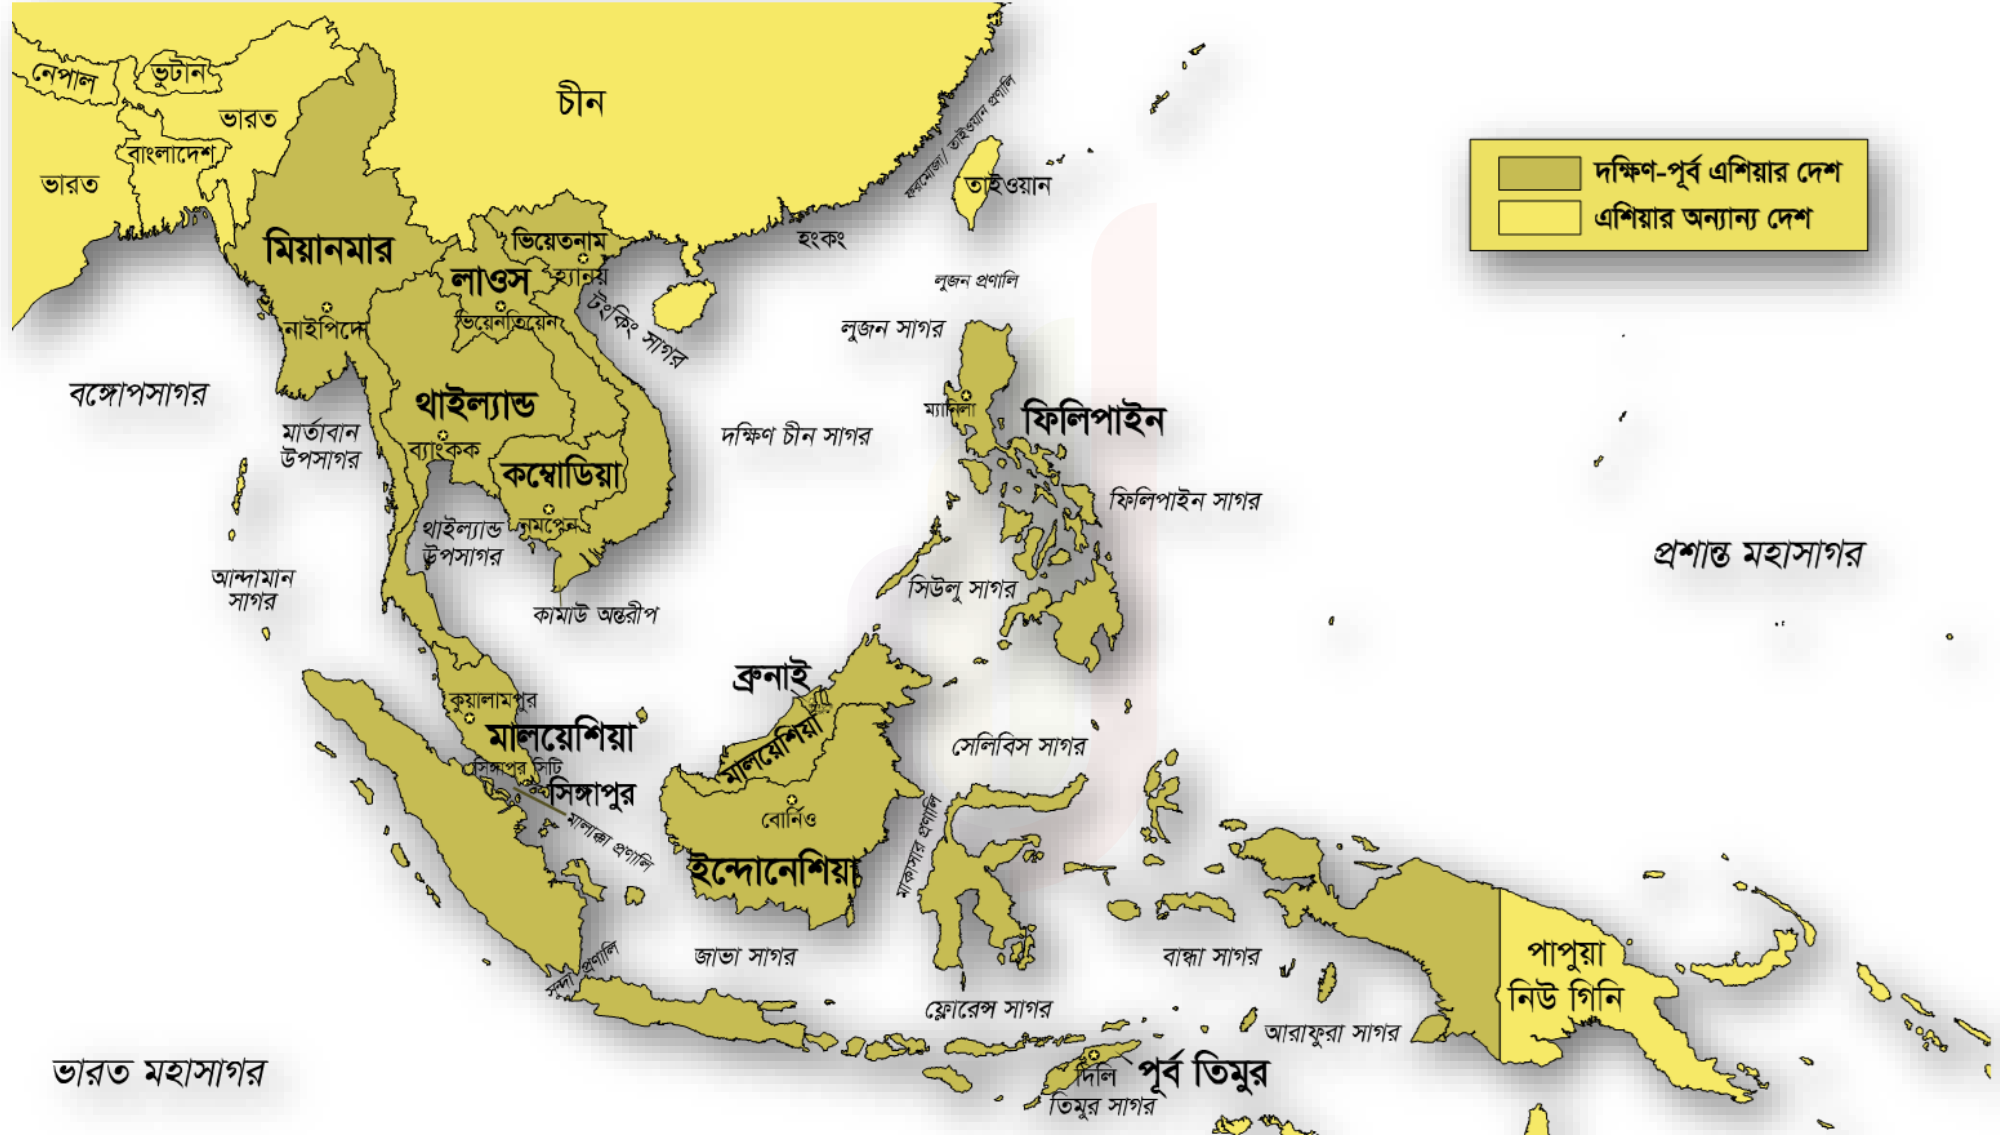 নেপাল
ভুটান
চীন
ভারত
বাংলাদেশ
ভারত
ফরমোজা/ তাইওয়ান প্রণালি
তাইওয়ান
দক্ষিণ-পূর্ব এশিয়ার দেশ
এশিয়ার অন্যান্য দেশ
মিয়ানমার
ভিয়েতনাম
হংকং
লাওস
হ্যানয়
লুজন প্রণালি
নাইপিদো
ভিয়েনতিয়েন
টংকিং সাগর
লুজন সাগর
বঙ্গোপসাগর
থাইল্যান্ড
ম্যানিলা
ফিলিপাইন
মার্তাবান
উপসাগর
ব্যাংকক
দক্ষিণ চীন সাগর
কম্বোডিয়া
ফিলিপাইন সাগর
থাইল্যান্ড
উপসাগর
নমপেন
প্রশান্ত মহাসাগর
আন্দামান
সাগর
সিউলু সাগর
কামাউ অন্তরীপ
ব্রুনাই
কুয়ালামপুর
মালয়েশিয়া
মালয়েশিয়া
সেলিবিস সাগর
সিঙ্গাপুর সিটি
সিঙ্গাপুর
মালাক্কা প্রণালি
বোর্নিও
মাকাসার প্রণালি
ইন্দোনেশিয়া
জাভা সাগর
বান্ধা সাগর
পাপুয়া
নিউ গিনি
সুন্দা প্রণালি
ফ্লোরেন্স সাগর
আরাফুরা সাগর
ভারত মহাসাগর
দিলি
পূর্ব তিমুর
তিমুর সাগর